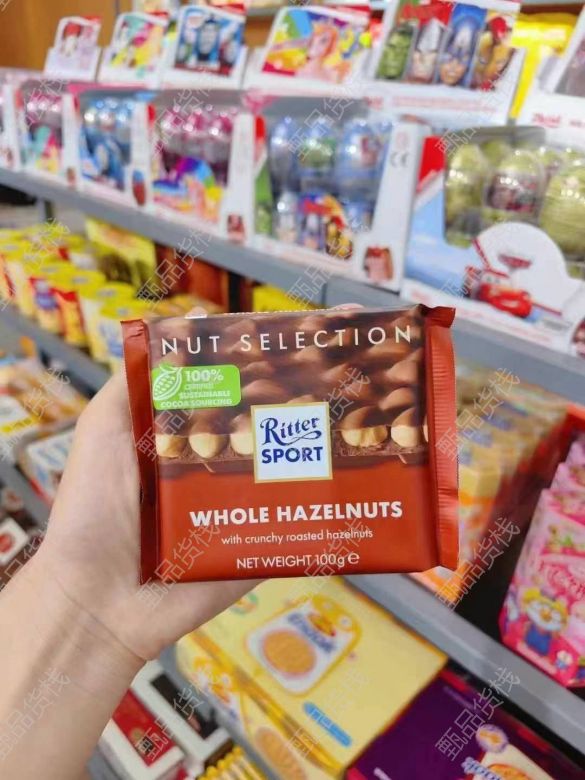 NUT SELECTION
100%
CERTIFIED
SUSTAINABLE
COCOA SOURCING
Ritter
SPORT
WHOLE HAZELNUTS
with crunchy roasted hazelnuts
NET WEIGHT 100g e
甄品货栈